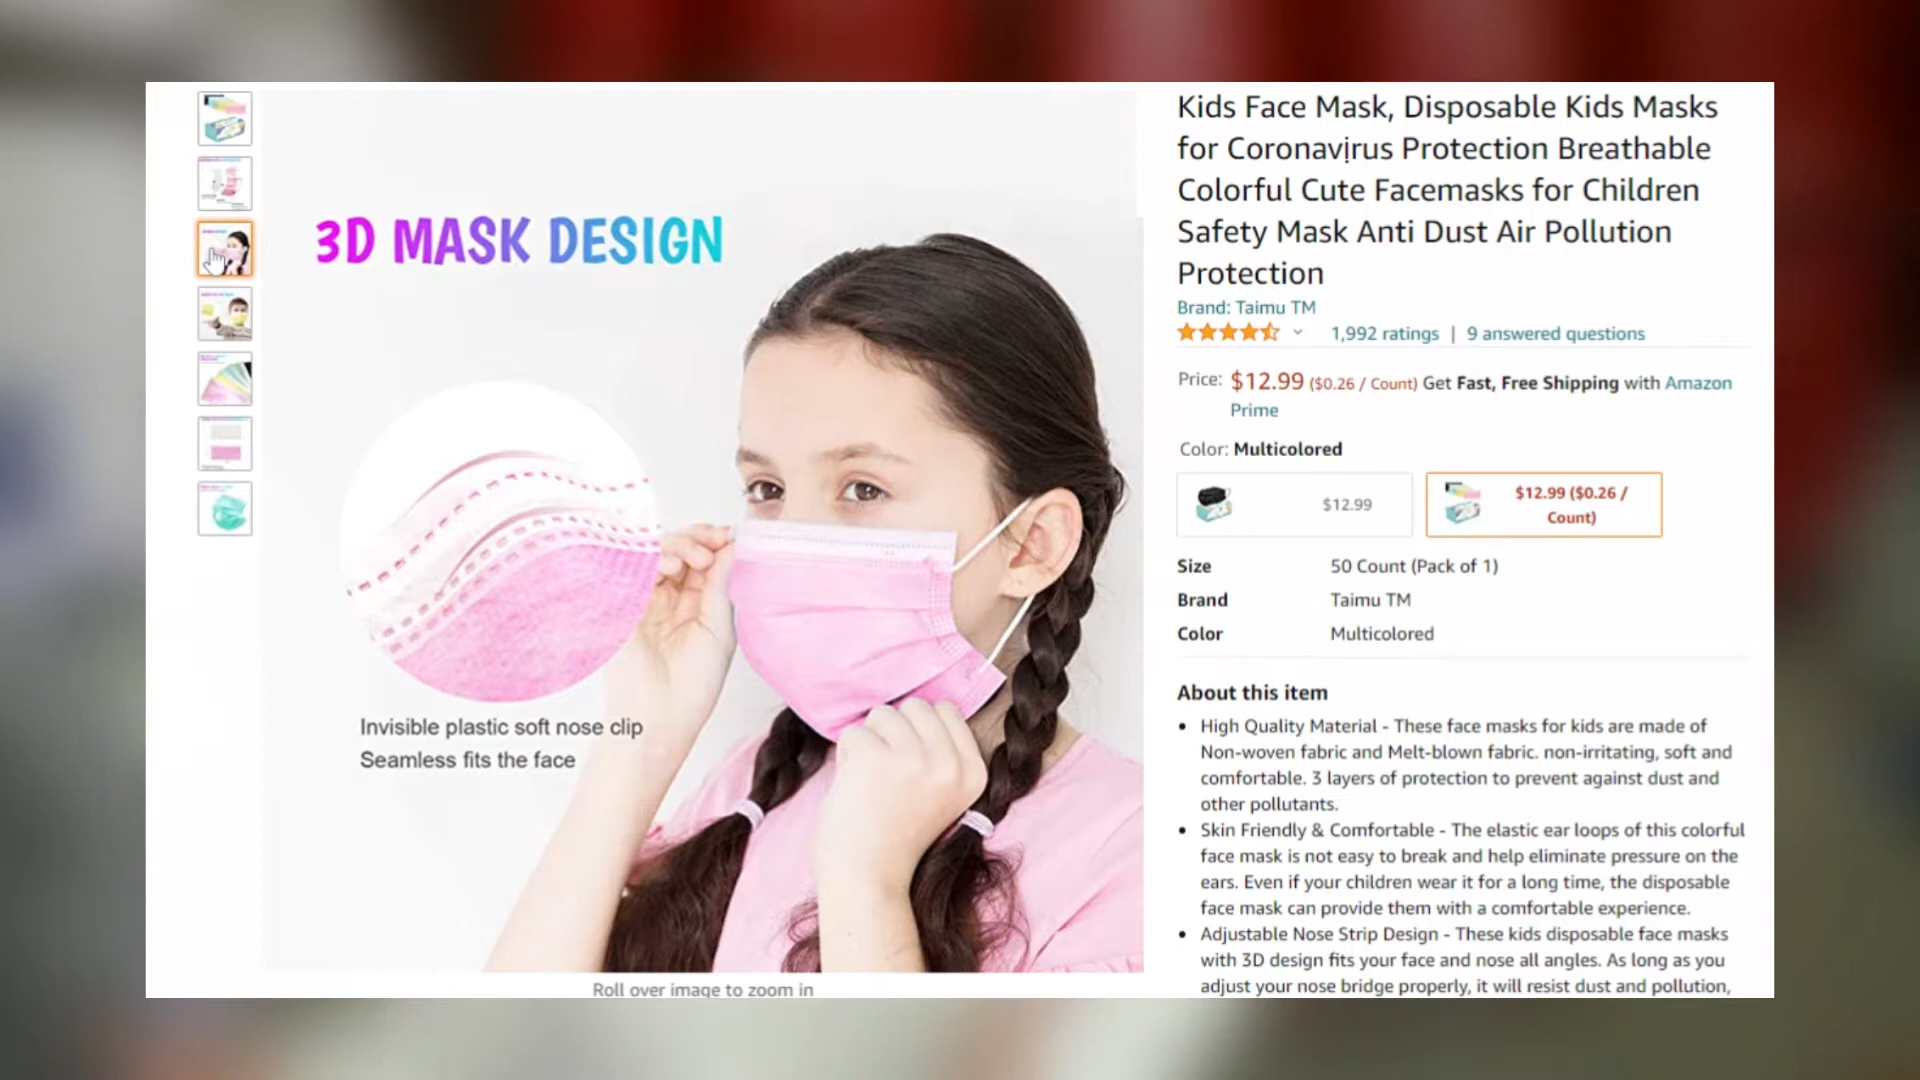 3D MASK DESIGN
Invisible plastic soft nose clip
Seamless fits the face
Roll over image to zoom in
Kids Face Mask, Disposable Kids Masks
for Coronavịrus Protection Breathable
Colorful Cute Facemasks for Children
Safety Mask Anti Dust Air Pollution
Protection
Brand: Taimu TM
1,992 ratings | 9 answered questions
Price: $12.99 ($0.26 / Count) Get Fast, Free Shipping with Amazon
Prime
Color: Multicolored
$12.99
$12.99 ($0.26 /
Count)
Size 50 Count (Pack of 1)
Brand Taimu TM
Color Multicolored
About this item
• High Quality Material - These face masks for kids are made of
Non-woven fabric and Melt-blown fabric. non-irritating, soft and
comfortable. 3 layers of protection to prevent against dust and
other pollutants.
• Skin Friendly & Comfortable - The elastic ear loops of this colorful
face mask is not easy to break and help eliminate pressure on the
ears. Even if your children wear it for a long time, the disposable
face mask can provide them with a comfortable experience.
• Adjustable Nose Strip Design - These kids disposable face masks
with 3D design fits your face and nose all angles. As long as you
adjust your nose bridge properly, it will resist dust and pollution,